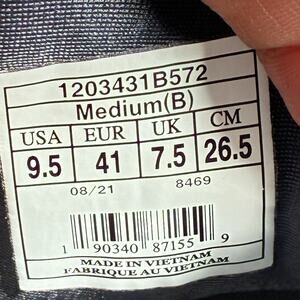 1203431B572
Medium(B)
USA EUR UK CM
9.5 41 7.5 26.5
08/21 8469
1 90340 87155 9
MADE IN VIETNAM
FABRIQUE AU VIETNAM